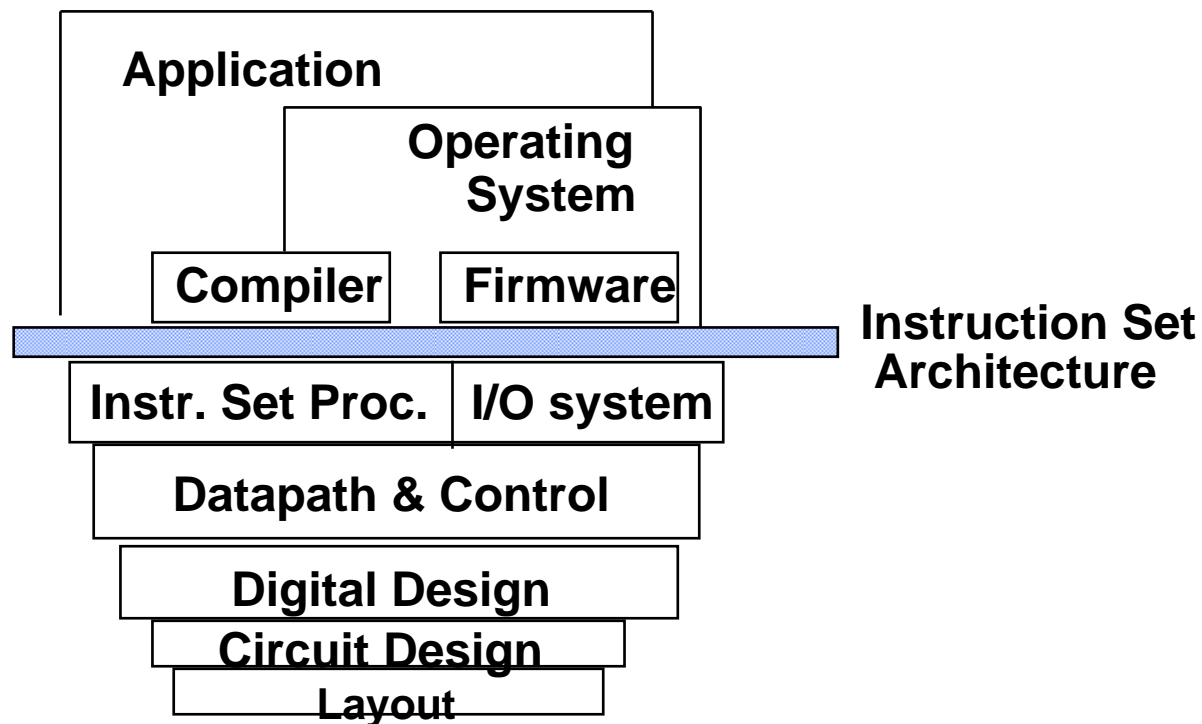 Application
Operating
System
Compiler
Firmware
Instruction Set
Architecture
Instr. Set Proc.
I/O system
Datapath & Control
Digital Design
Circuit Design
Layout